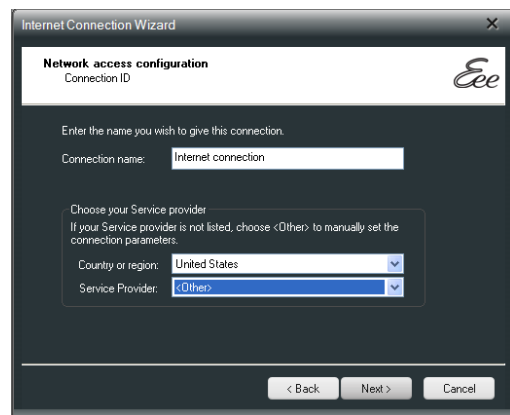 Internet Connection Wizard
Network access configuration
Connection ID
Eee
Enter the name you wish to give this connection.
Connection name: Internet connection
Choose your Service provider
If your Service provider is not listed, choose <Other> to manually set the
connection parameters.
Country or region: United States
Service Provider: <Other>
< Back Next > Cancel